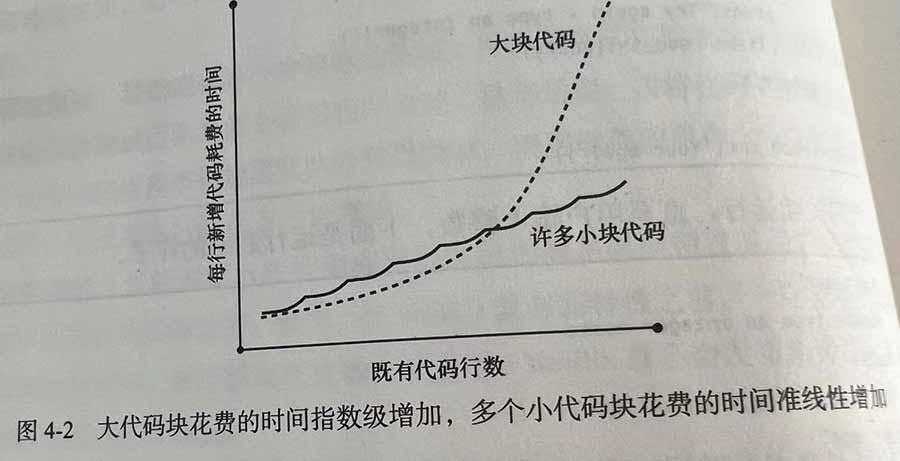 大块代码
每行新增代码耗费的时间
许多小块代码
既有代码行数
图 4-2 大代码块花费的时间指数级增加，多个小代码块花费的时间准线性增加